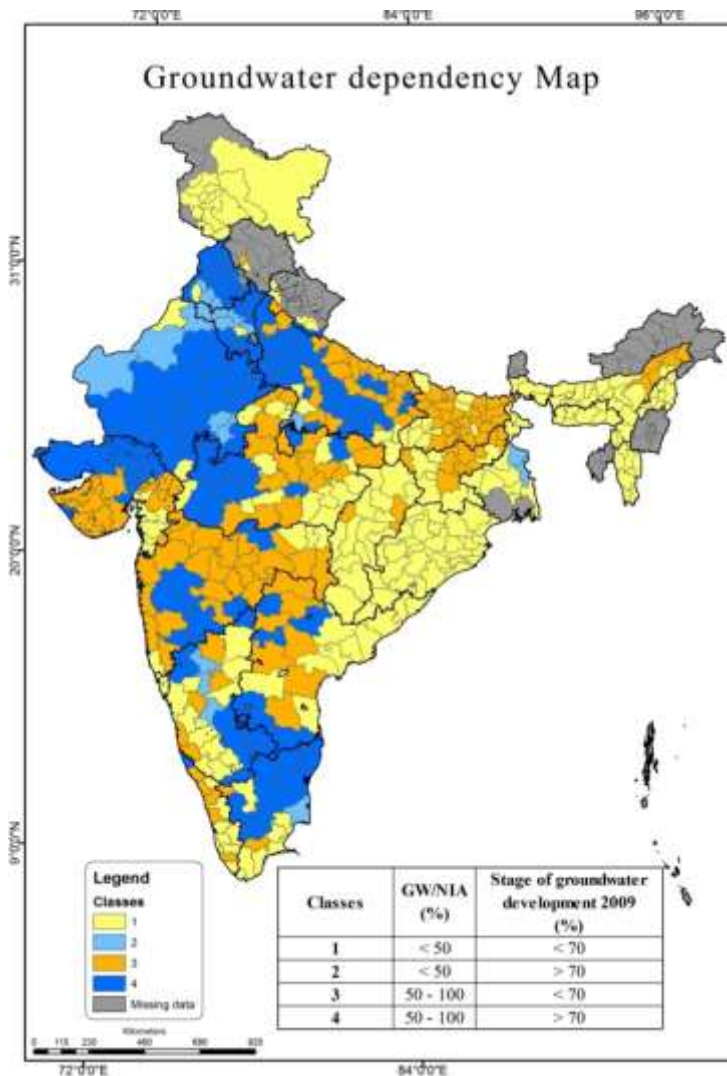 72°0'0"E 84°0'0"E 96°0'0"E
Groundwater dependency Map
31°0'0"N
20°0'0"N
9°0'0"N
Legend
Classes
1
2
3
4
Missing data
Kilometers
0 115 230 460 690 920
Classes GW/NIA (%) Stage of groundwater development 2009 (%)
1 < 50 < 70
2 < 50 > 70
3 50 - 100 < 70
4 50 - 100 > 70
72°0'0"E 84°0'0"E